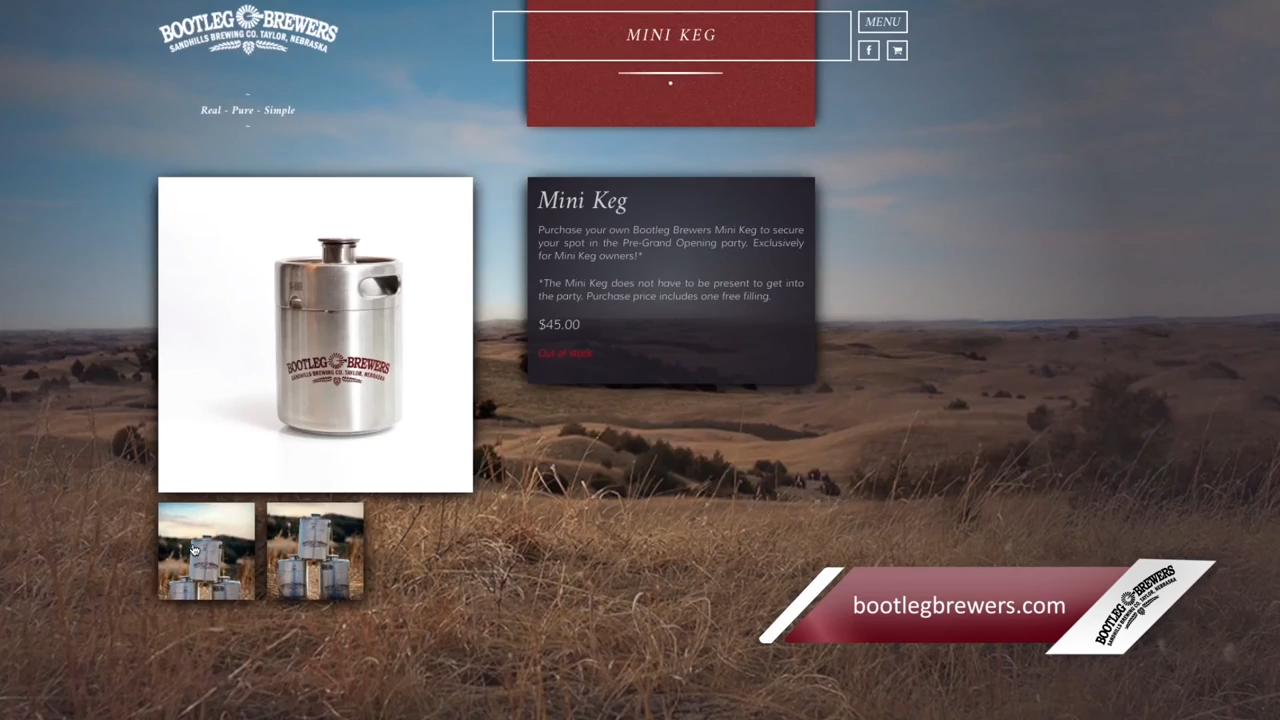 BOOTLEG BREWERS
SANDHILLS BREWING CO. TAYLOR, NEBRASKA
~
Real - Pure - Simple
~
MINI KEG
MENU
f
Mini Keg
Purchase your own Bootleg Brewers Mini Keg to secure
your spot in the Pre-Grand Opening party. Exclusively
for Mini Keg owners!*
*The Mini Keg does not have to be present to get into
the party. Purchase price includes one free filling.
$45.00
Out of stock
BOOTLEG BREWERS
SANDHILLS BREWING CO. TAYLOR, NEBRASKA
bootlegbrewers.com
BOOTLEG BREWERS
SANDHILLS BREWING CO. TAYLOR, NEBRASKA